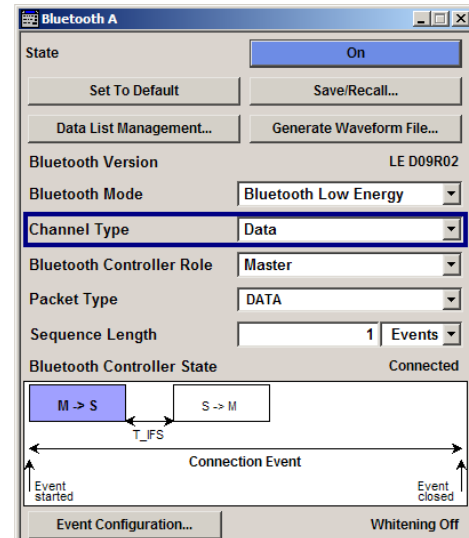 Bluetooth A
State On
Set To Default Save/Recall...
Data List Management... Generate Waveform File...
Bluetooth Version LE D09R02
Bluetooth Mode Bluetooth Low Energy
Channel Type Data
Bluetooth Controller Role Master
Packet Type DATA
Sequence Length 1 Events
Bluetooth Controller State Connected
M -> S S -> M
T_IFS
Connection Event
Event started Event closed
Event Configuration... Whitening Off